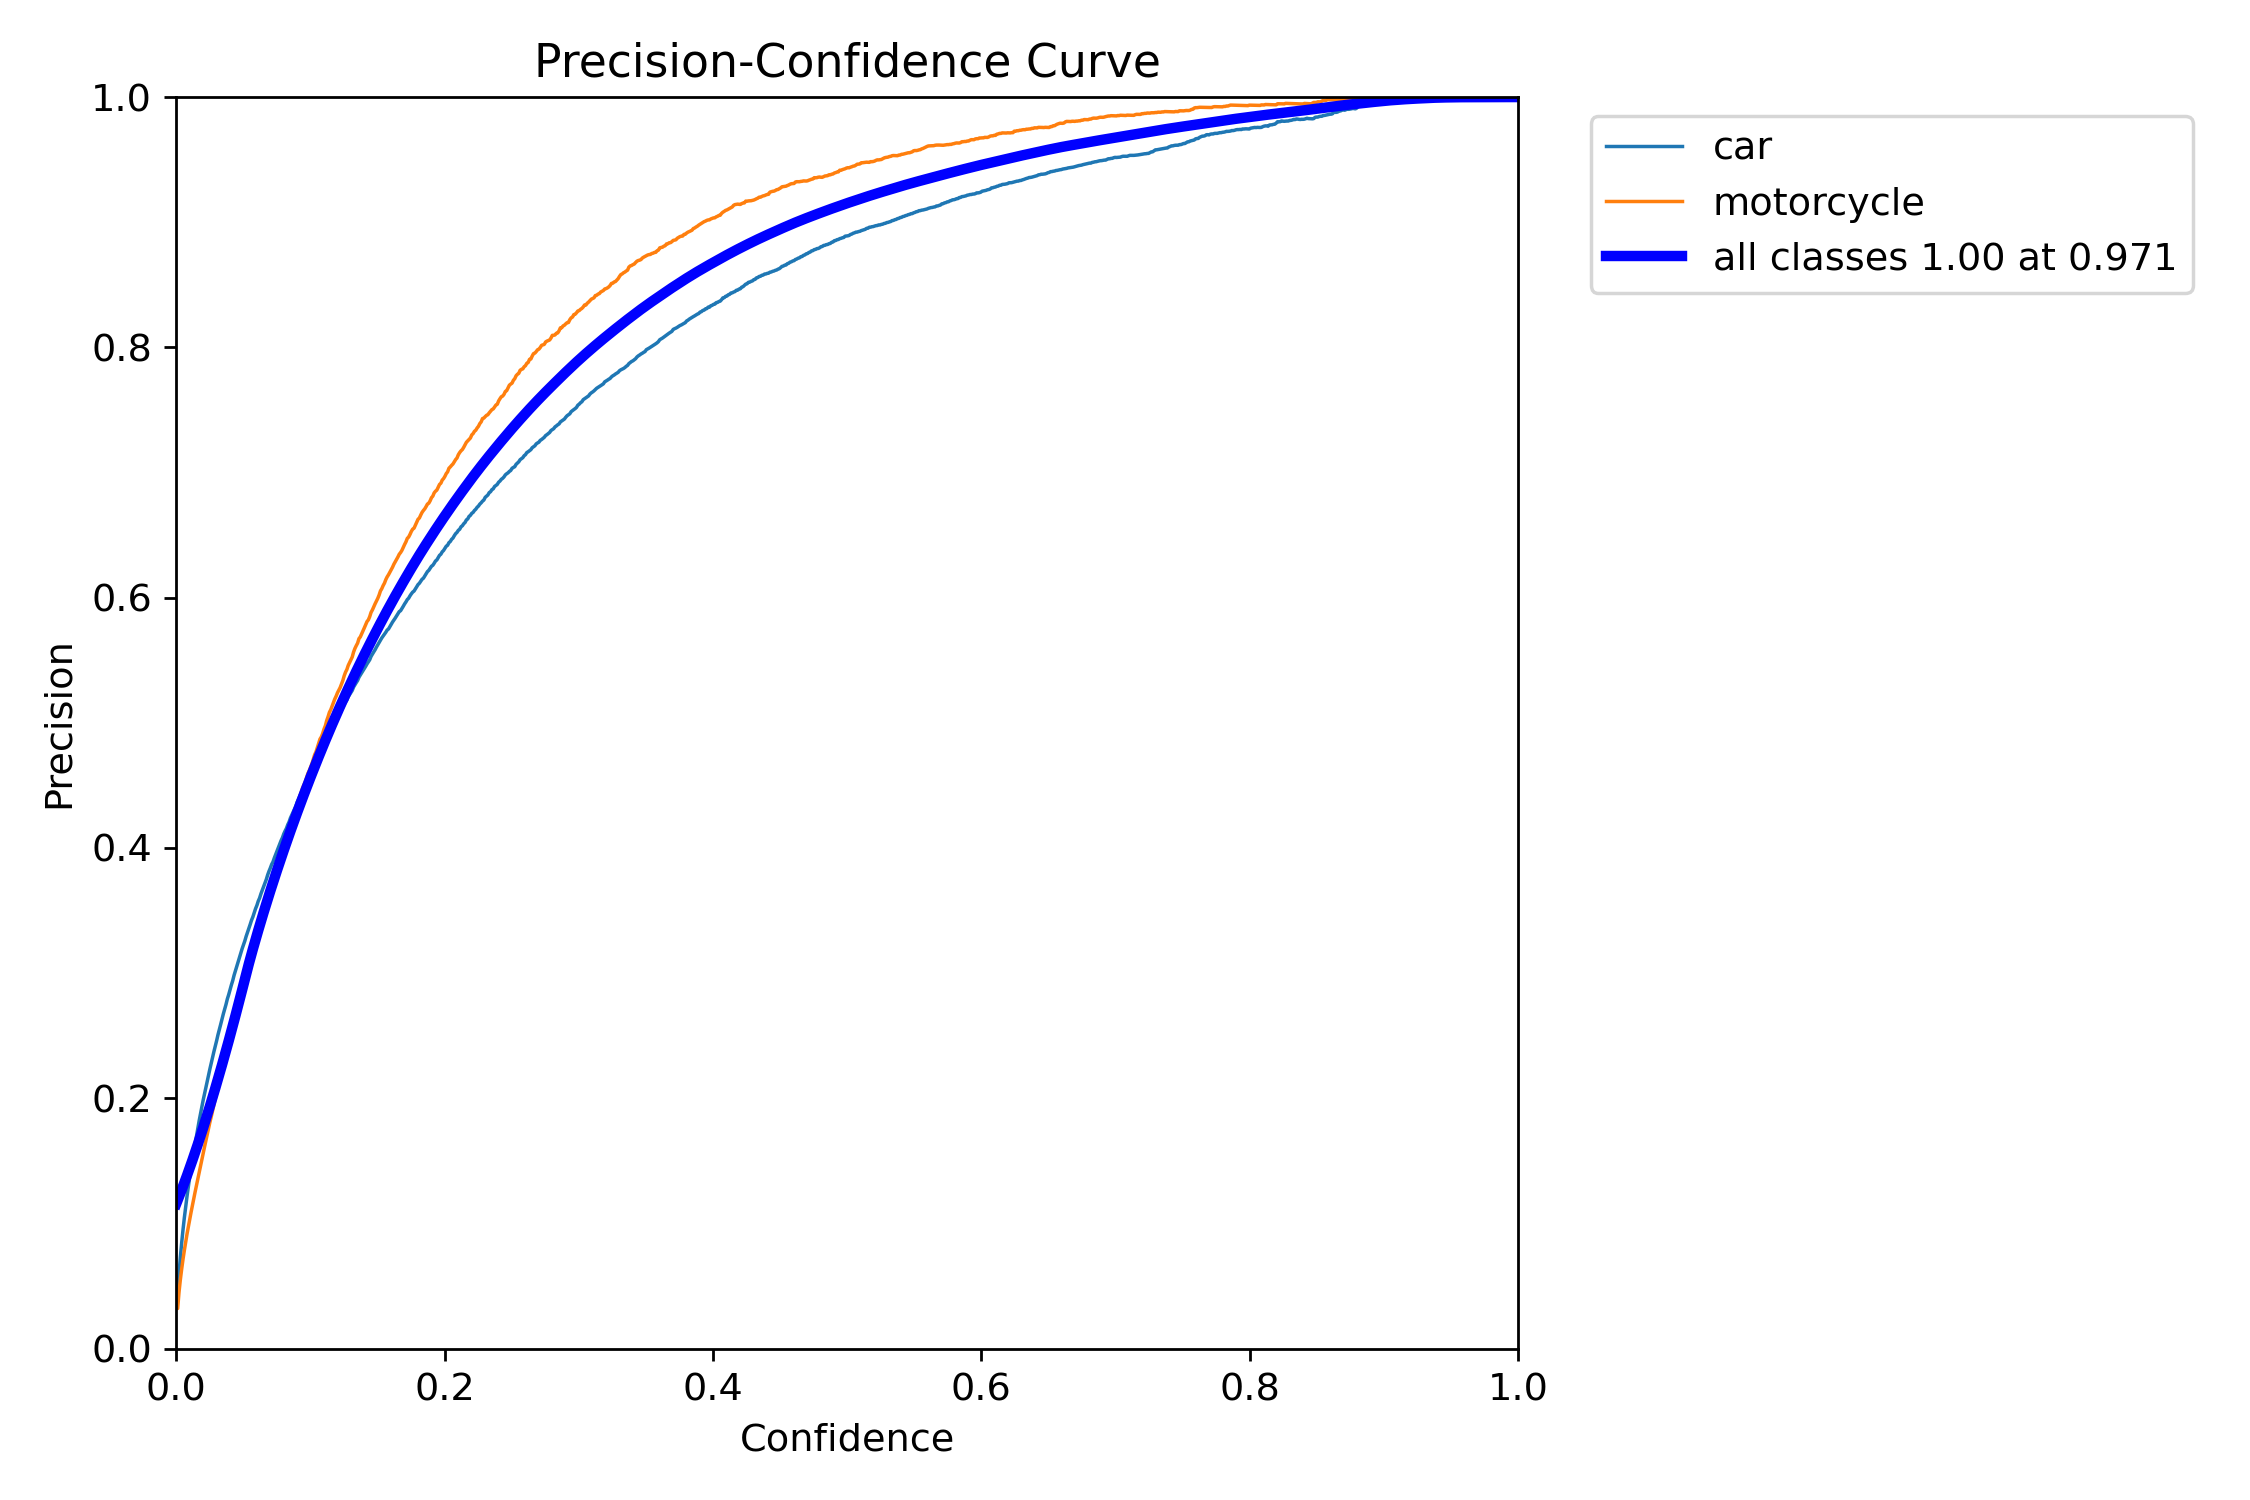 Precision-Confidence Curve
1.0
0.8
0.6
0.4
0.2
0.0
Precision
0.0 0.2 0.4 0.6 0.8 1.0
Confidence
car
motorcycle
all classes 1.00 at 0.971